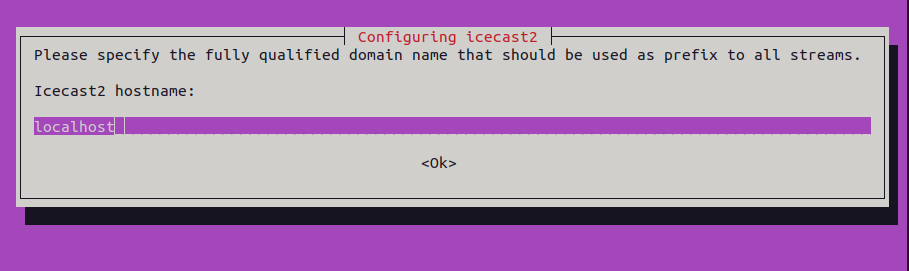 Configuring icecast2
Please specify the fully qualified domain name that should be used as prefix to all streams.
Icecast2 hostname:
localhost
<Ok>